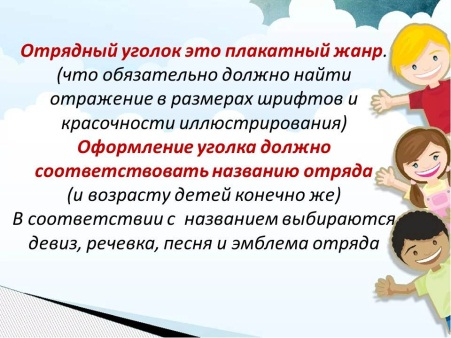 Отрядный уголок это плакатный жанр.
(что обязательно должно найти
отражение в размерах шрифтов и
красочности иллюстрирования)
Оформление уголка должно
соответствовать названию отряда
(и возрасту детей конечно же)
В соответствии с названием выбираются
девиз, речевка, песня и эмблема отряда